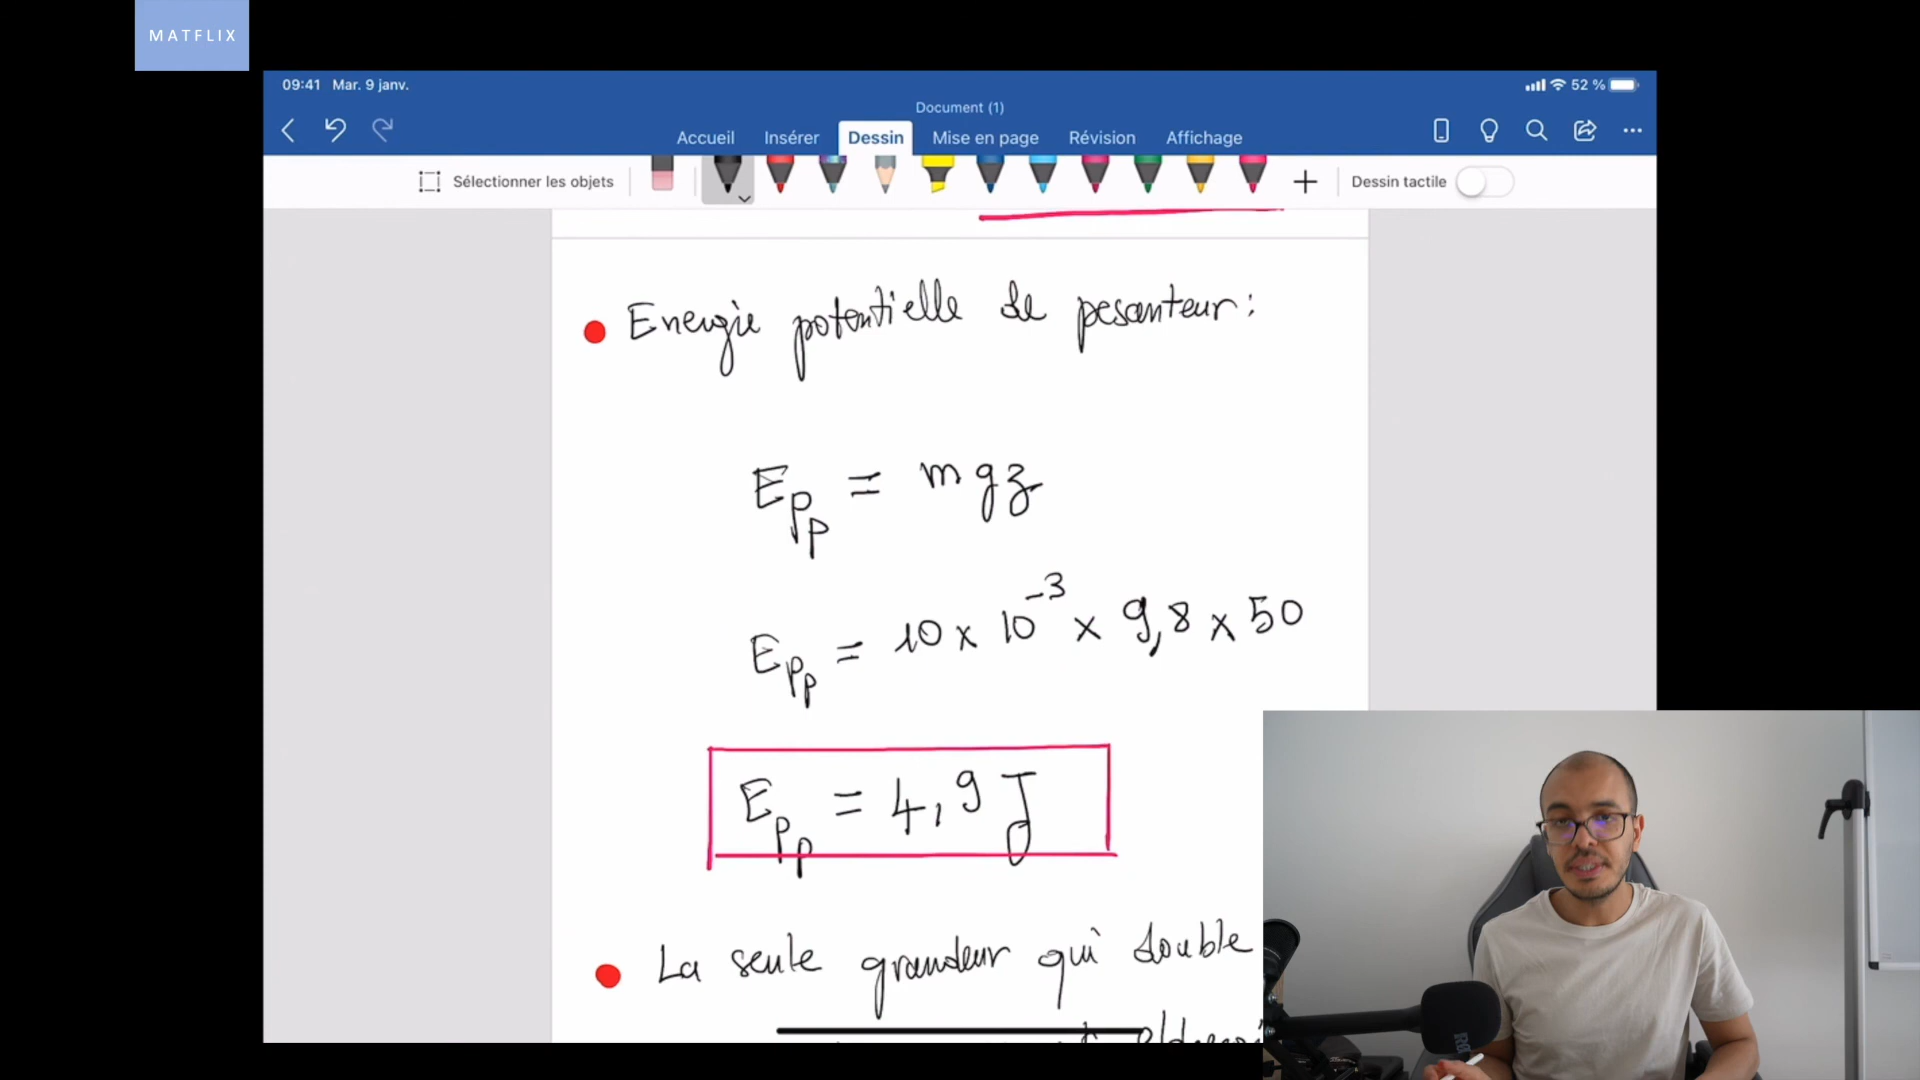 MATFLIX
09:41 Mar. 9 janv.
52 %
Document (1)
Accueil Insérer Dessin Mise en page Révision Affichage
Sélectionner les objets
Dessin tactile
Energie potentielle de pesanteur :
Epp = mgz
Epp = 10 x 10⁻³ x 9,8 x 50
Epp = 4,9 J
La seule grandeur qui double